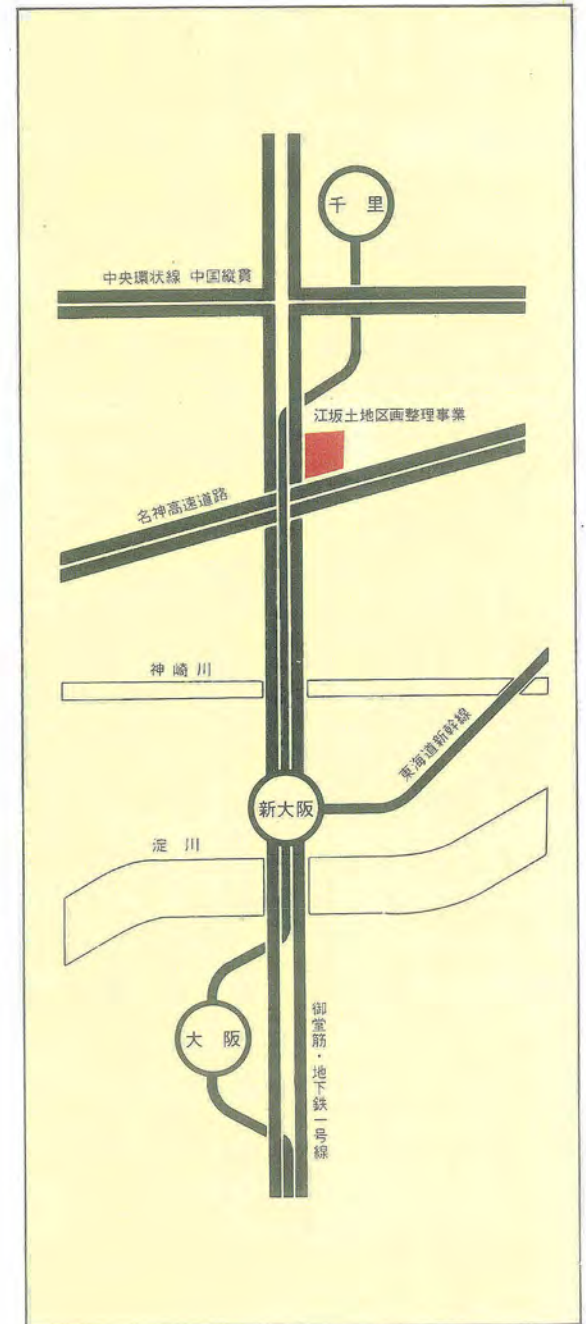 千里
中央環状線 中国縦貫
江坂土地区画整理事業
名神高速道路
神崎川
東海道新幹線
新大阪
淀川
大阪
御堂筋・地下鉄一号線